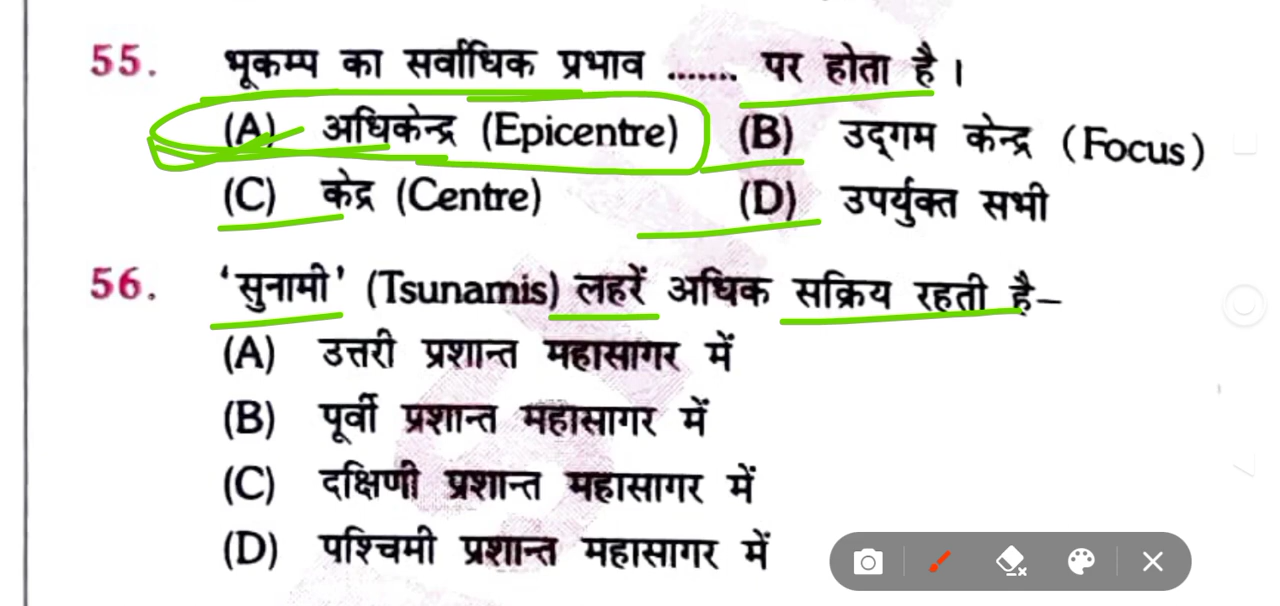 55. भूकम्प का सर्वाधिक प्रभाव ....... पर होता है।
(A) अधिकेन्द्र (Epicentre) (B) उद्‌गम केन्द्र (Focus)
(C) केद्र (Centre) (D) उपर्युक्त सभी
56. ‘सुनामी’ (Tsunamis) लहरें अधिक सक्रिय रहती है–
(A) उत्तरी प्रशान्त महासागर में
(B) पूर्वी प्रशान्त महासागर में
(C) दक्षिणी प्रशान्त महासागर में
(D) पश्चिमी प्रशान्त महासागर में